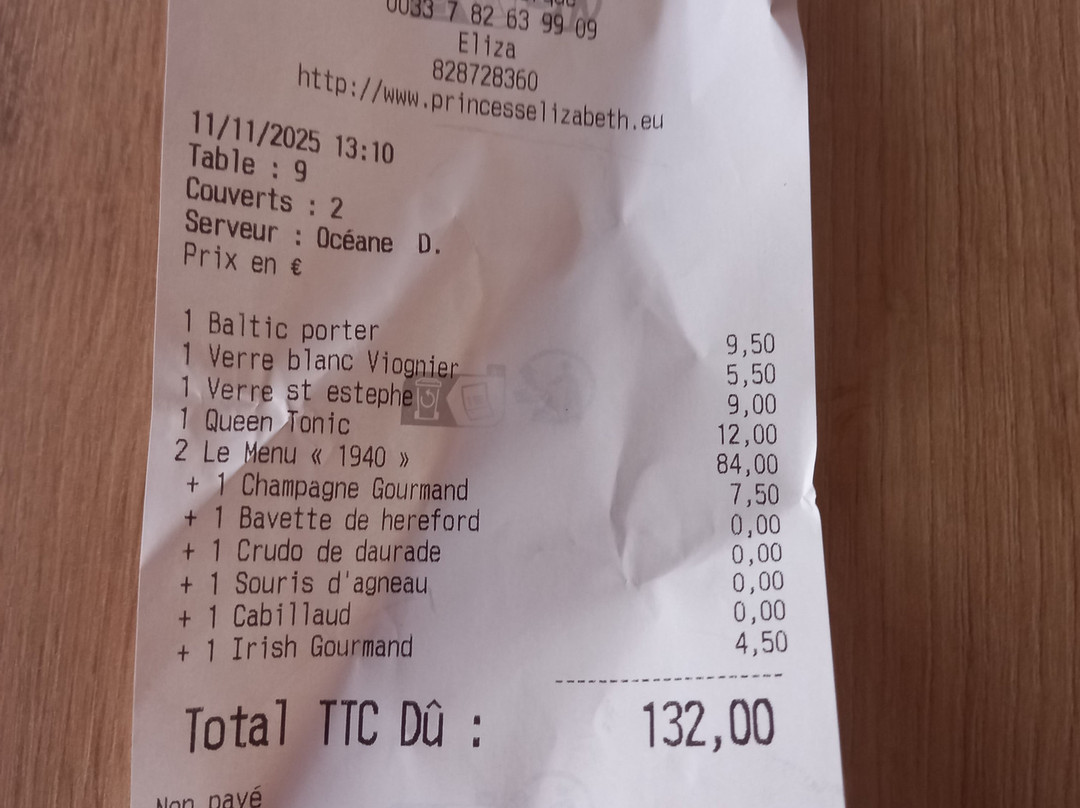 0033 7 82 63 99 09
Eliza
828728360
http://www.princesselizabeth.eu
11/11/2025 13:10
Table : 9
Couverts : 2
Serveur : Océane D.
Prix en €
1 Baltic porter 9,50
1 Verre blanc Viognier 5,50
1 Verre st estephe 9,00
1 Queen Tonic 12,00
2 Le Menu « 1940 » 84,00
+ 1 Champagne Gourmand 7,50
+ 1 Bavette de hereford 0,00
+ 1 Crudo de daurade 0,00
+ 1 Souris d'agneau 0,00
+ 1 Cabillaud 0,00
+ 1 Irish Gourmand 4,50
Total TTC Dû : 132,00
Non payé